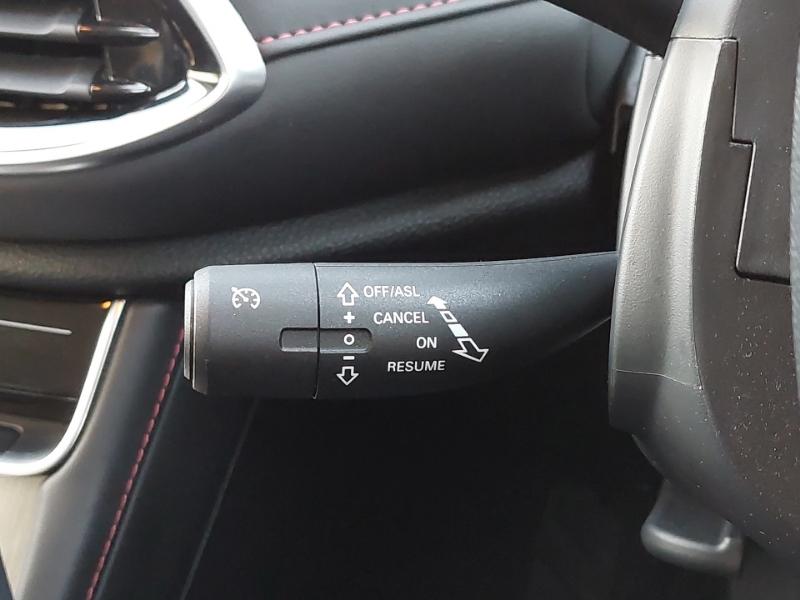 OFF/ASL
+ CANCEL
O ON
- RESUME